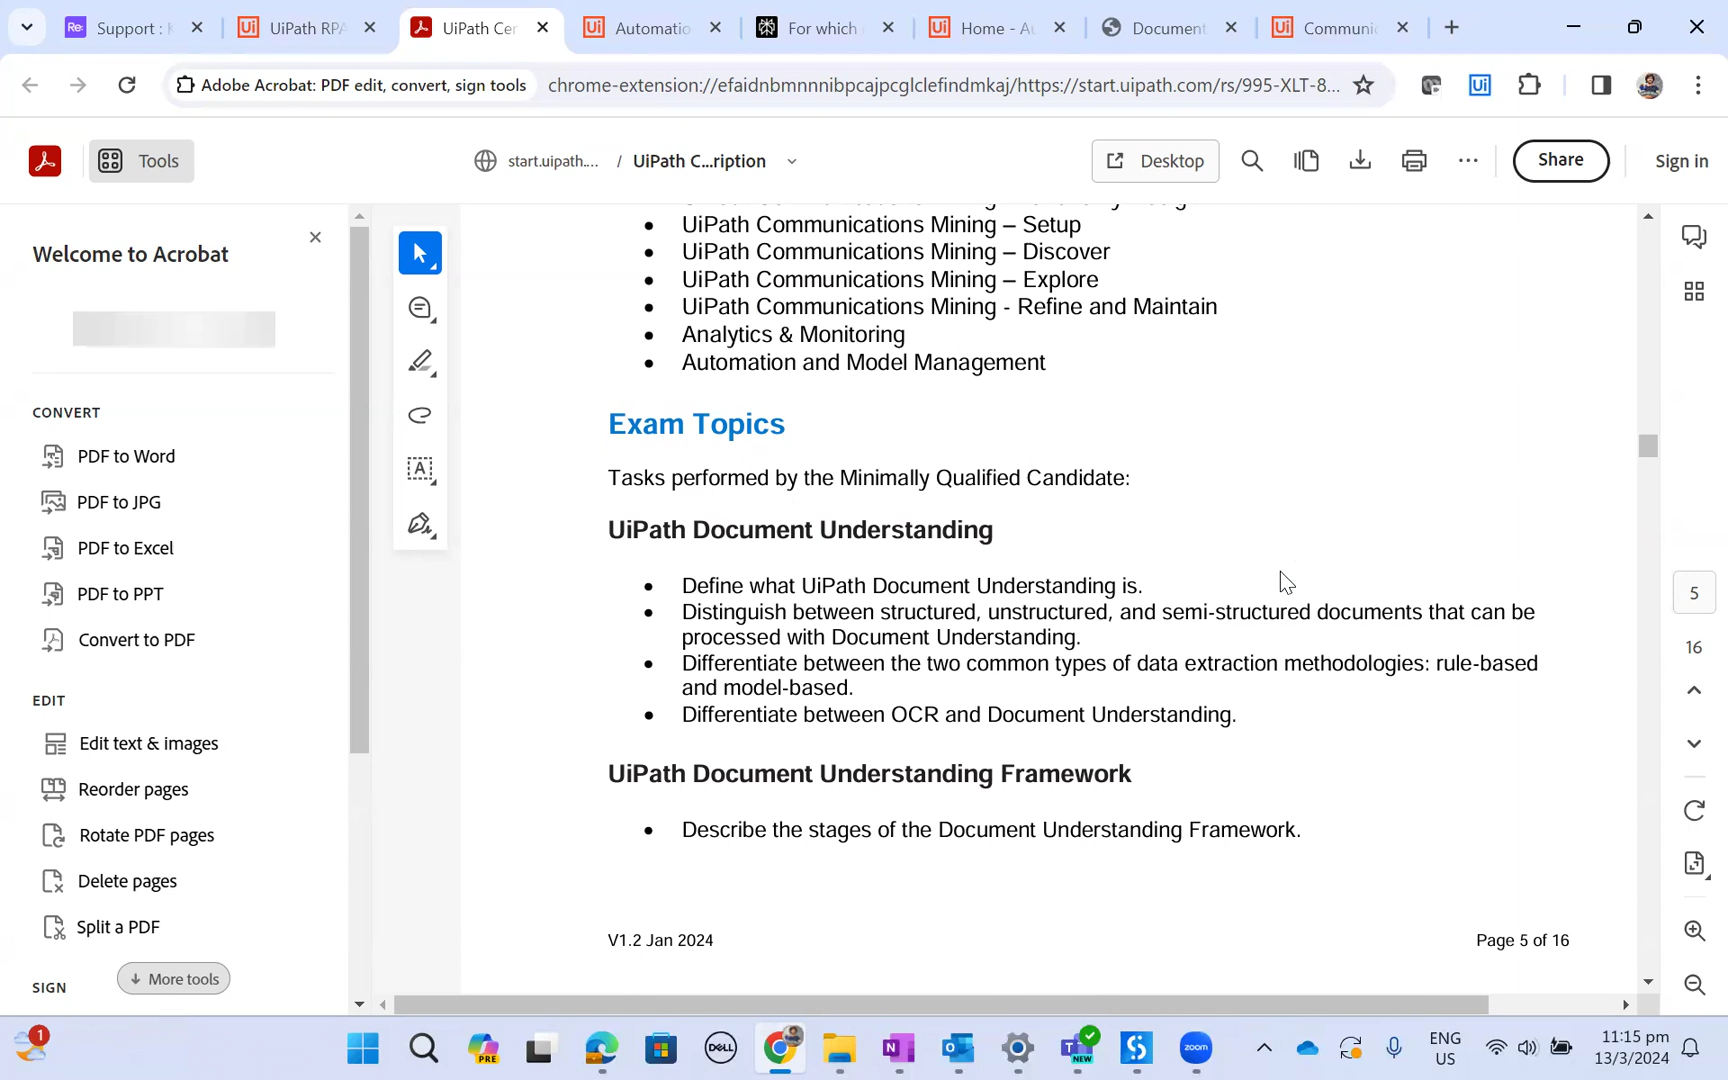 Support : K
UiPath RPA
UiPath Cer
Automatio
For which
Home - Au
Document
Communic
Adobe Acrobat: PDF edit, convert, sign tools
chrome-extension://efaidnbmnnnibpcajpcglclefindmkaj/https://start.uipath.com/rs/995-XLT-8...
Tools
start.uipath.... / UiPath C...ription
Desktop
Share
Sign in
Welcome to Acrobat
CONVERT
PDF to Word
PDF to JPG
PDF to Excel
PDF to PPT
Convert to PDF
EDIT
Edit text & images
Reorder pages
Rotate PDF pages
Delete pages
Split a PDF
More tools
SIGN
UiPath Communications Mining – Setup
UiPath Communications Mining – Discover
UiPath Communications Mining – Explore
UiPath Communications Mining - Refine and Maintain
Analytics & Monitoring
Automation and Model Management
Exam Topics
Tasks performed by the Minimally Qualified Candidate:
UiPath Document Understanding
Define what UiPath Document Understanding is.
Distinguish between structured, unstructured, and semi-structured documents that can be
processed with Document Understanding.
Differentiate between the two common types of data extraction methodologies: rule-based
and model-based.
Differentiate between OCR and Document Understanding.
UiPath Document Understanding Framework
Describe the stages of the Document Understanding Framework.
V1.2 Jan 2024
Page 5 of 16
5
16
1
PRE
DELL
NEW
zoom
ENG
US
11:15 pm
13/3/2024